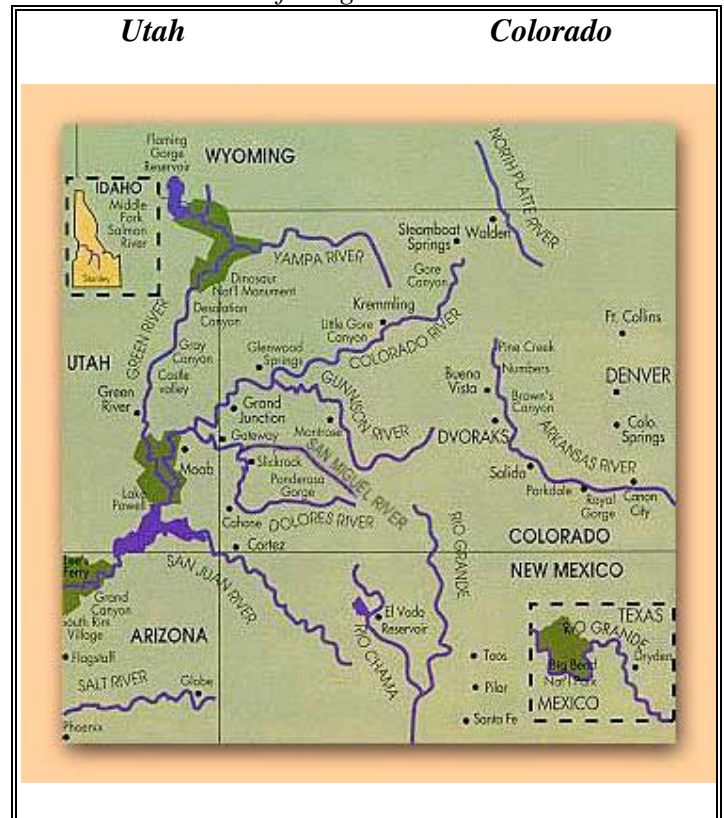 Utah Colorado
Flaming
Gorge
Reservoir
WYOMING
NORTH PLATTE RIVER
IDAHO
Middle
Fork
Salmon
River
Stanley
Steamboat
Springs
Walden
YAMPA RIVER
Gore
Canyon
Dinosaur
Nat'l Monument
Desolation
Canyon
Kremmling
Little Gore
Canyon
COLORADO RIVER
Ft. Collins
GREEN RIVER
Gray
Canyon
Glenwood
Springs
Pine Creek
UTAH
Castle
valley
Numbers
DENVER
Green
River
Buena
Vista
Brown's
Canyon
Grand
Junction
GUNNISON RIVER
Colo.
Springs
Gateway
Montrose
DVORAKS
ARKANSAS RIVER
Moab
Slickrock
SAN MIGUEL RIVER
Ponderosa
Gorge
Salida
Parkdale
Royal
Gorge
Canon
City
Lake
Powell
Cahone
DOLORES RIVER
RIO GRANDE
COLORADO
Cortez
Lee's
Ferry
SAN JUAN RIVER
NEW MEXICO
Grand
Canyon
South Rim
Village
ARIZONA
El Vado
Reservoir
RIO CHAMA
TEXAS
RIO GRANDE
Dryden
Big Bend
Nat'l Park
MEXICO
Flagstaff
Taos
SALT RIVER
Globe
Pilar
Phoenix
Santa Fe